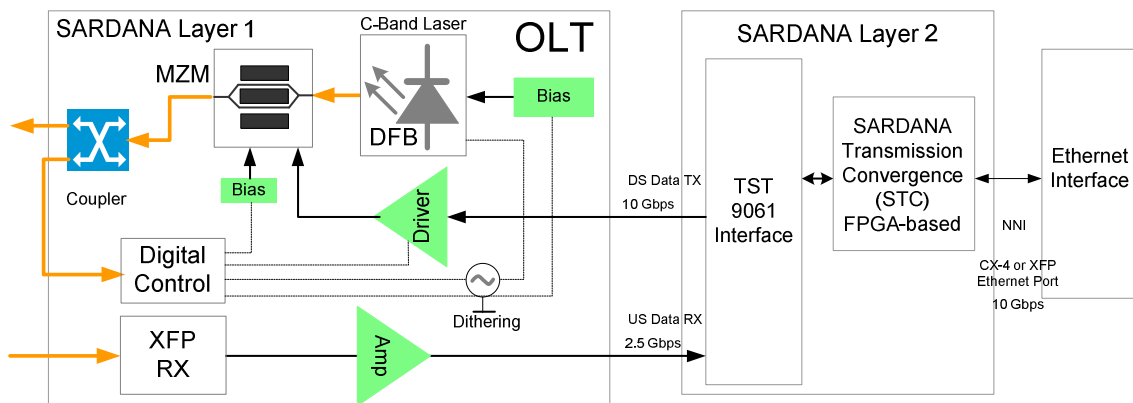 SARDANA Layer 1
C-Band Laser
OLT
MZM
DFB
Bias
Coupler
Bias
Driver
Digital
Control
Dithering
XFP
RX
Amp
DS Data TX
10 Gbps
US Data RX
2.5 Gbps
SARDANA Layer 2
TST
9061
Interface
SARDANA
Transmission
Convergence
(STC)
FPGA-based
NNI
CX-4 or XFP
Ethernet Port
10 Gbps
Ethernet
Interface